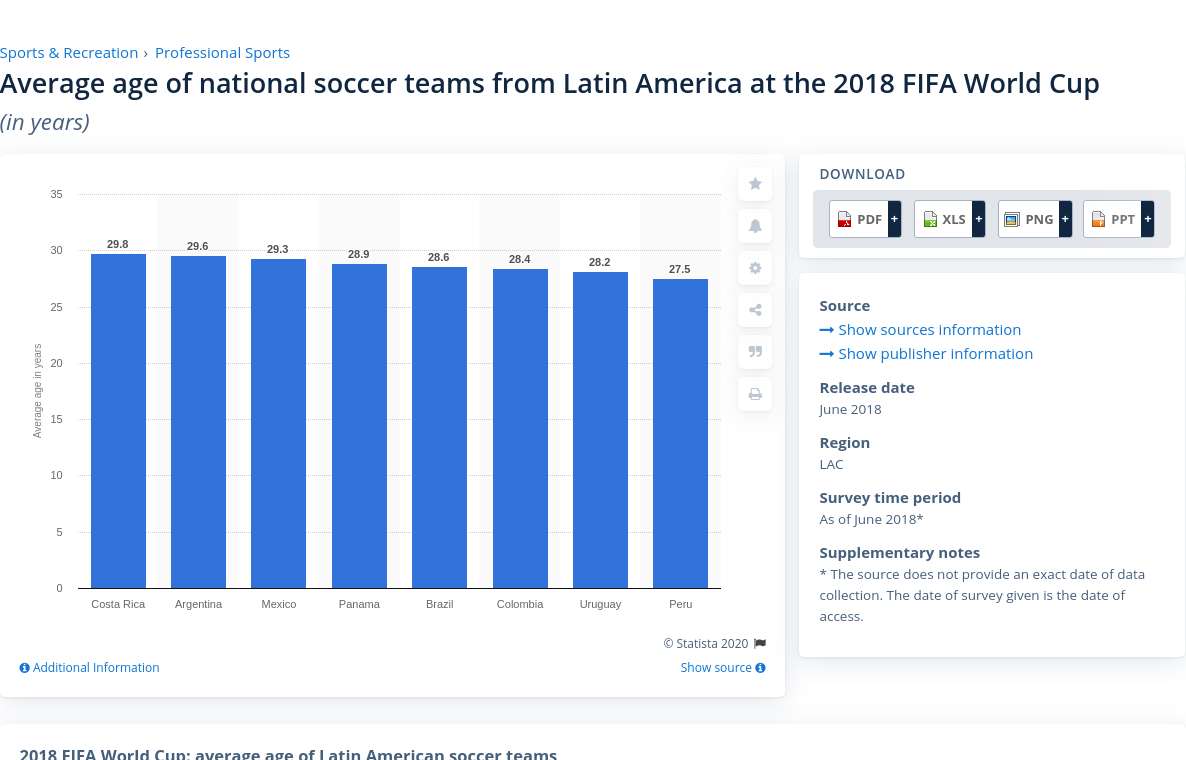 Sports & Recreation › Professional Sports
Average age of national soccer teams from Latin America at the 2018 FIFA World Cup
(in years)
35
30
25
20
15
10
5
0
Average age in years
29.8
29.6
29.3
28.9
28.6
28.4
28.2
27.5
Costa Rica
Argentina
Mexico
Panama
Brazil
Colombia
Uruguay
Peru
© Statista 2020
Additional Information
Show source
DOWNLOAD
PDF +
XLS +
PNG +
PPT +
Source
Show sources information
Show publisher information
Release date
June 2018
Region
LAC
Survey time period
As of June 2018*
Supplementary notes
* The source does not provide an exact date of data
collection. The date of survey given is the date of
access.
2018 FIFA World Cup: average age of Latin American soccer teams